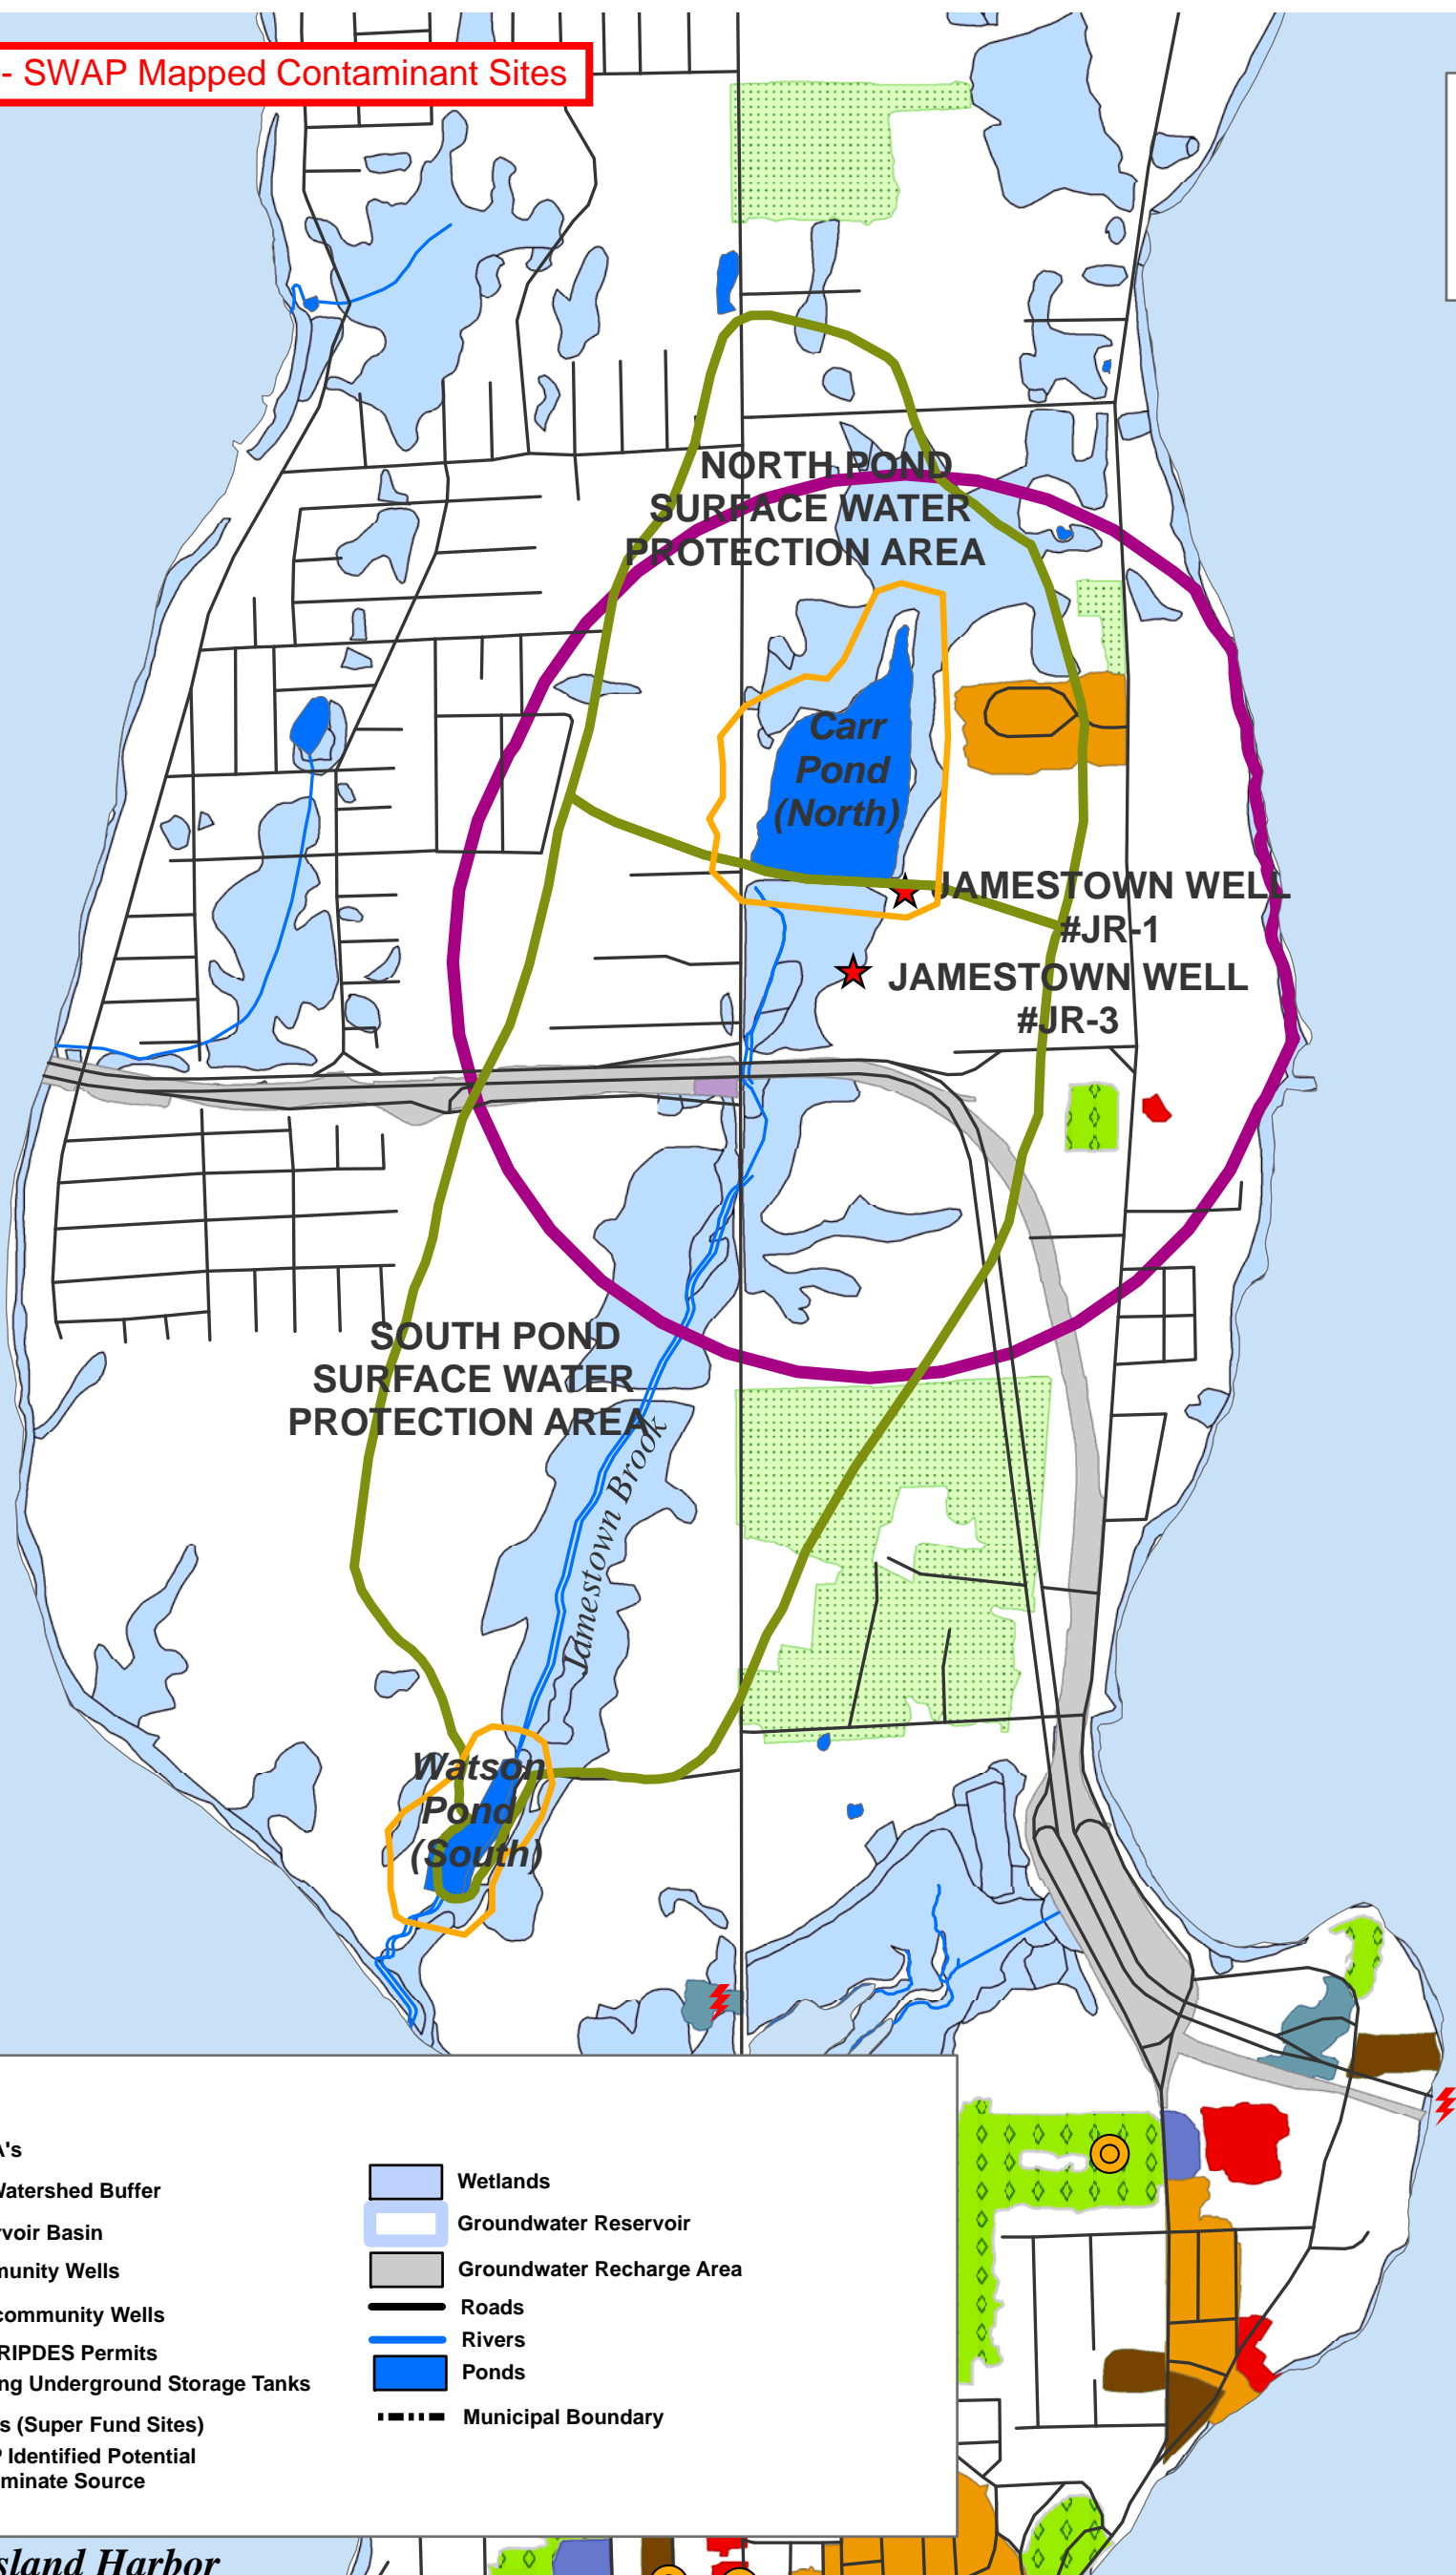 - SWAP Mapped Contaminant Sites
NORTH POND
SURFACE WATER
PROTECTION AREA
Carr
Pond
(North)
JAMESTOWN WELL
#JR-1
JAMESTOWN WELL
#JR-3
SOUTH POND
SURFACE WATER
PROTECTION AREA
Jamestown Brook
Watson
Pond
(South)
A's
Watershed Buffer
rvoir Basin
munity Wells
community Wells
RIPDES Permits
ng Underground Storage Tanks
s (Super Fund Sites)
P Identified Potential
minate Source
Wetlands
Groundwater Reservoir
Groundwater Recharge Area
Roads
Rivers
Ponds
Municipal Boundary
sland Harbor